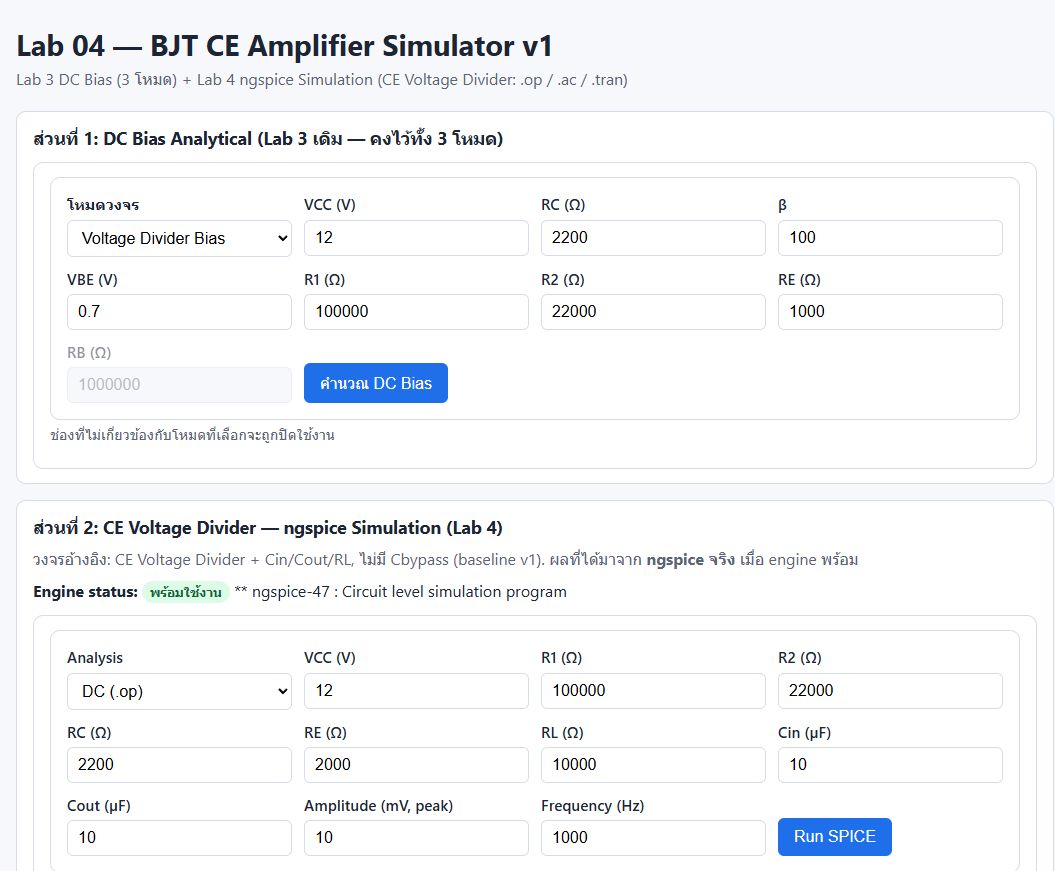 Lab 04 — BJT CE Amplifier Simulator v1
Lab 3 DC Bias (3 โหมด) + Lab 4 ngspice Simulation (CE Voltage Divider: .op / .ac / .tran)
ส่วนที่ 1: DC Bias Analytical (Lab 3 เดิม — คงไว้ทั้ง 3 โหมด)
โหมดวงจร VCC (V) RC (Ω) β
Voltage Divider Bias 12 2200 100
VBE (V) R1 (Ω) R2 (Ω) RE (Ω)
0.7 100000 22000 1000
RB (Ω)
1000000 คำนวณ DC Bias
ช่องที่ไม่เกี่ยวข้องกับโหมดที่เลือกจะถูกปิดใช้งาน
ส่วนที่ 2: CE Voltage Divider — ngspice Simulation (Lab 4)
วงจรอ้างอิง: CE Voltage Divider + Cin/Cout/RL, ไม่มี Cbypass (baseline v1). ผลที่ได้มาจาก ngspice จริง เมื่อ engine พร้อม
Engine status: พร้อมใช้งาน ** ngspice-47 : Circuit level simulation program
Analysis VCC (V) R1 (Ω) R2 (Ω)
DC (.op) 12 100000 22000
RC (Ω) RE (Ω) RL (Ω) Cin (µF)
2200 2000 10000 10
Cout (µF) Amplitude (mV, peak) Frequency (Hz)
10 10 1000 Run SPICE